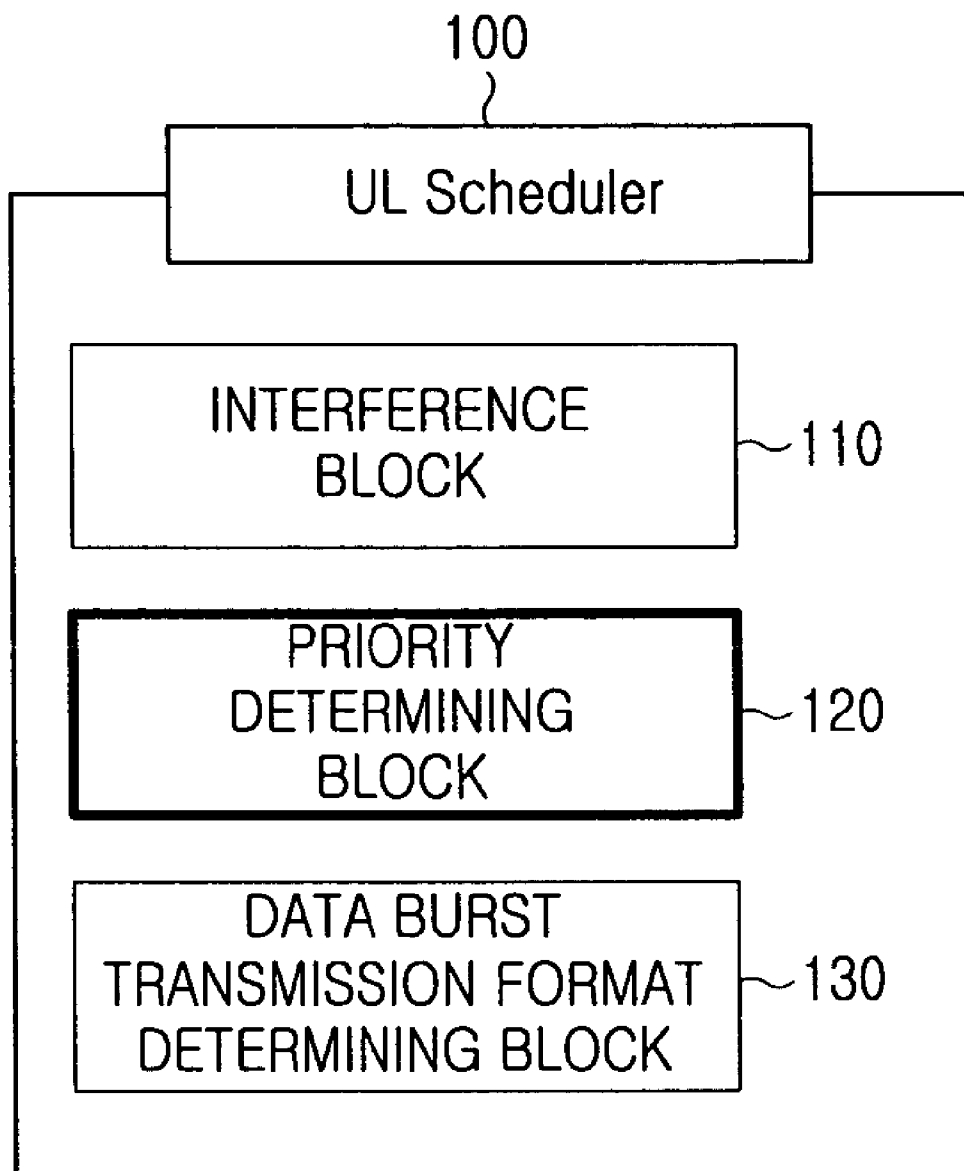 100
UL Scheduler
INTERFERENCE
BLOCK
110
PRIORITY
DETERMINING
BLOCK
120
DATA BURST
TRANSMISSION FORMAT
DETERMINING BLOCK
130